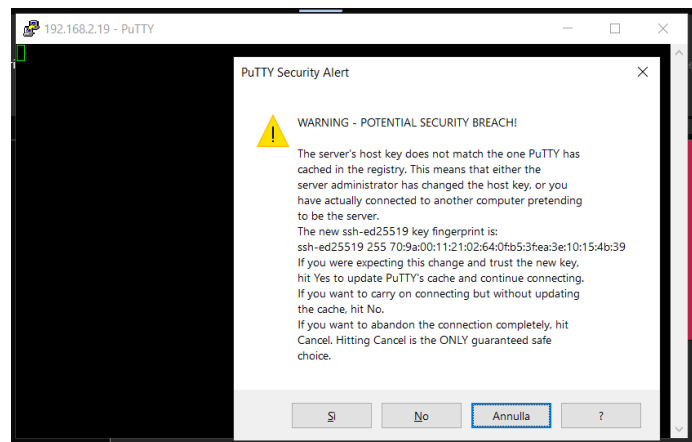 192.168.2.19 - PuTTY
PuTTY Security Alert
WARNING - POTENTIAL SECURITY BREACH!
The server's host key does not match the one PuTTY has
cached in the registry. This means that either the
server administrator has changed the host key, or you
have actually connected to another computer pretending
to be the server.
The new ssh-ed25519 key fingerprint is:
ssh-ed25519 255 70:9a:00:11:21:02:64:0f:b5:3f:ea:3e:10:15:4b:39
If you were expecting this change and trust the new key,
hit Yes to update PuTTY's cache and continue connecting.
If you want to carry on connecting but without updating
the cache, hit No.
If you want to abandon the connection completely, hit
Cancel. Hitting Cancel is the ONLY guaranteed safe
choice.
Sì No Annulla ?